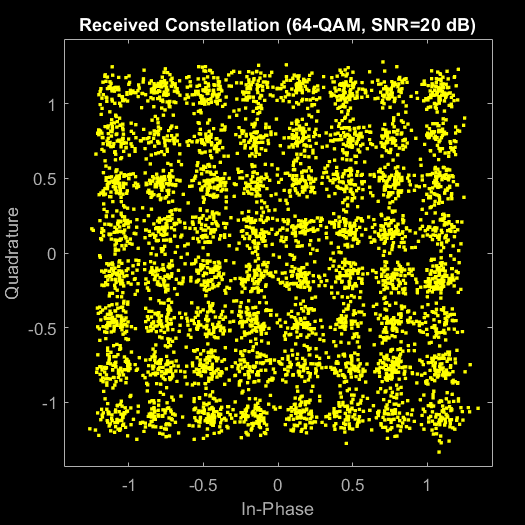 Received Constellation (64-QAM, SNR=20 dB)
1
0.5
0
-0.5
-1
Quadrature
-1 -0.5 0 0.5 1
In-Phase